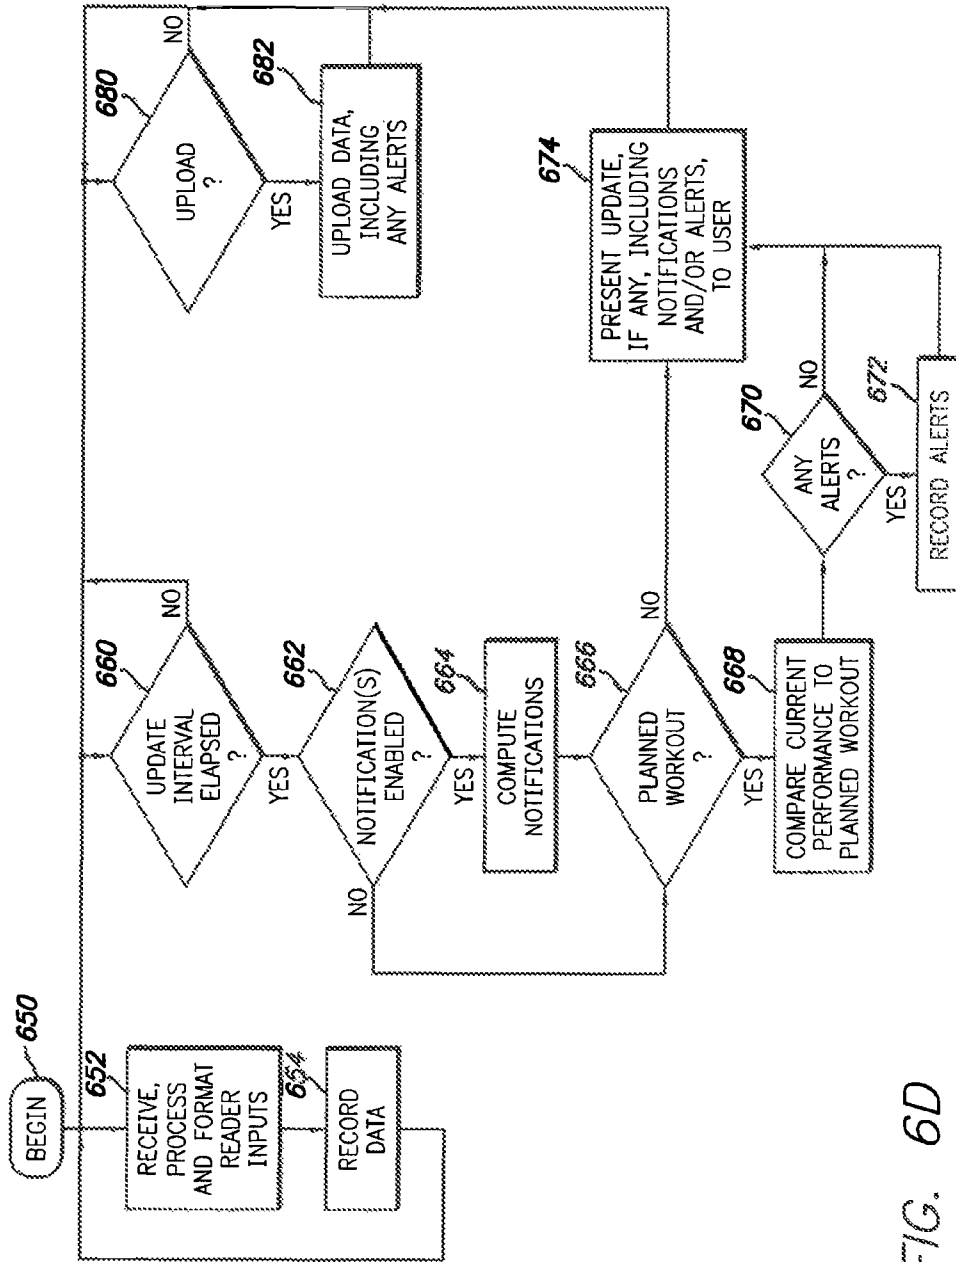 BEGIN
650
652
RECEIVE,
PROCESS
AND FORMAT
READER
INPUTS
654
RECORD
DATA
660
UPDATE
INTERVAL
ELAPSED
?
NO
YES
662
NOTIFICATION(S)
ENABLED
?
NO
YES
664
COMPUTE
NOTIFICATIONS
666
PLANNED
WORKOUT
?
NO
YES
668
COMPARE CURRENT
PERFORMANCE TO
PLANNED WORKOUT
670
ANY
ALERTS
?
NO
YES
672
RECORD ALERTS
674
PRESENT UPDATE,
IF ANY, INCLUDING
NOTIFICATIONS
AND/OR ALERTS,
TO USER
680
UPLOAD
?
NO
YES
682
UPLOAD DATA,
INCLUDING
ANY ALERTS
FIG. 6D